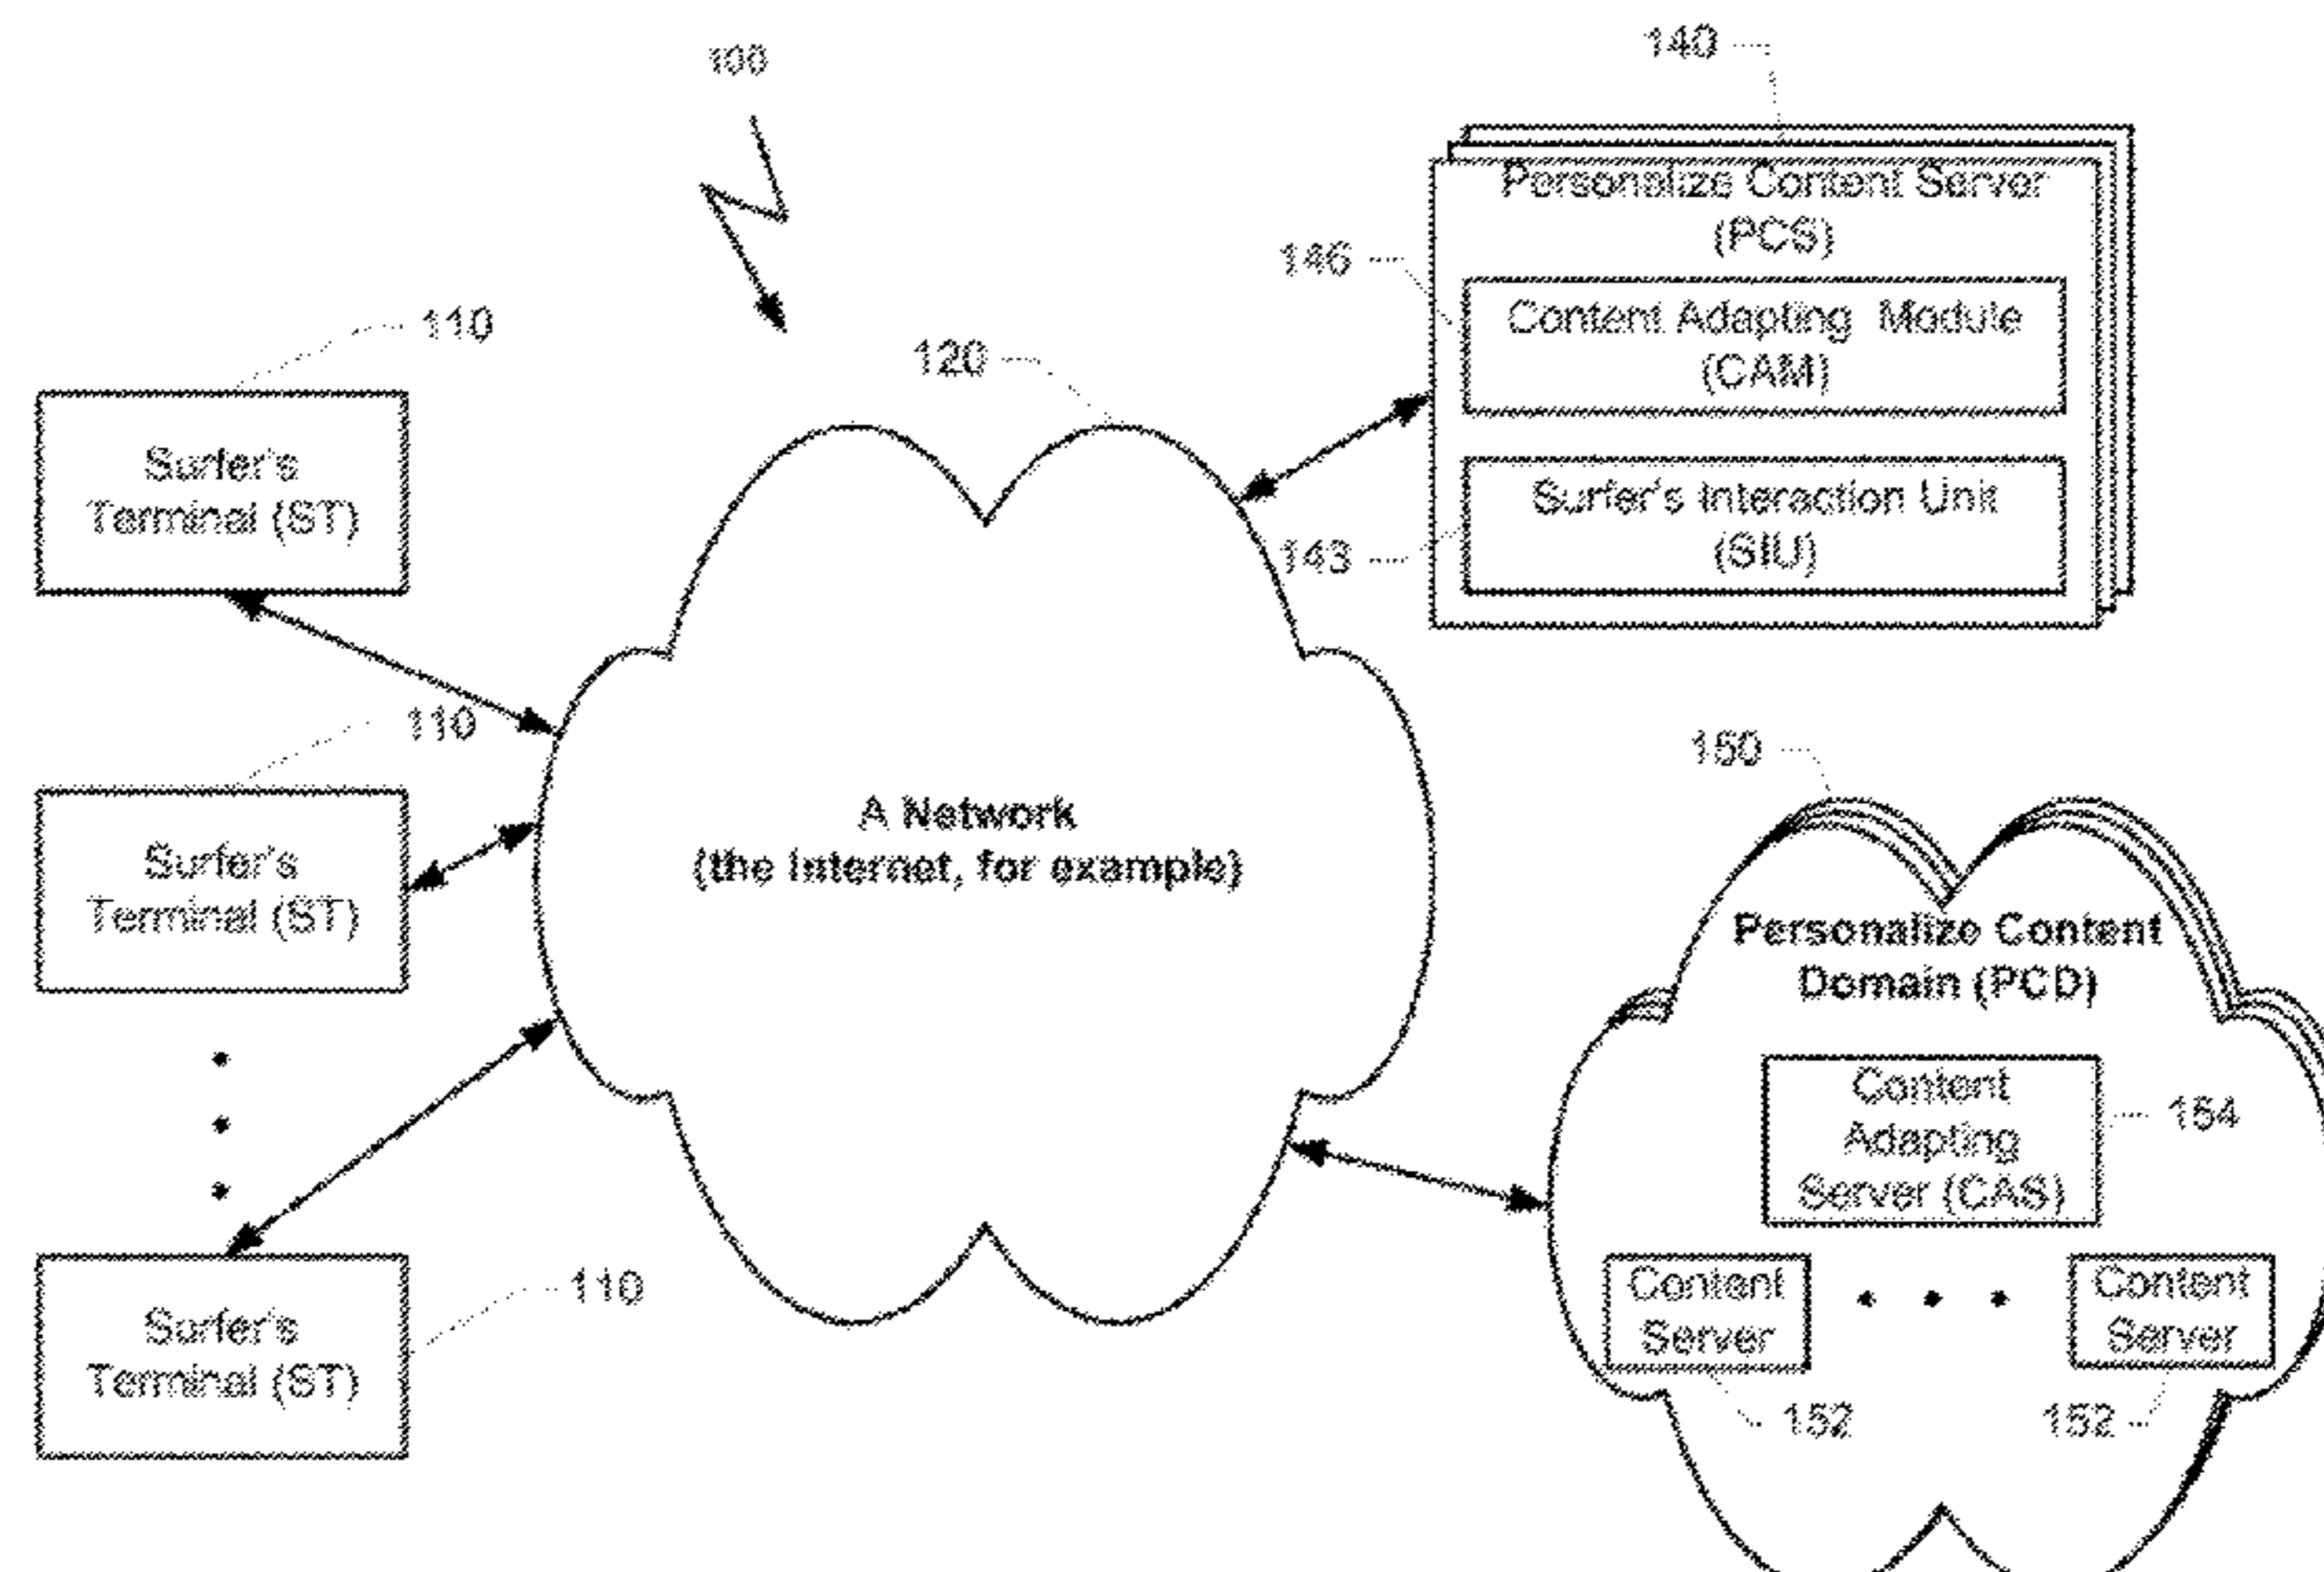 100
140
Personalize Content Server
(PCS)
146
Content Adapting Module
(CAM)
143
Surfer's Interaction Unit
(SIU)
110
Surfer's
Terminal (ST)
120
110
Surfer's
Terminal (ST)
A Network
(the Internet, for example)
150
Personalize Content
Domain (PCD)
Content
Adapting
Server (CAS)
154
110
Surfer's
Terminal (ST)
Content
Server
152
Content
Server
152